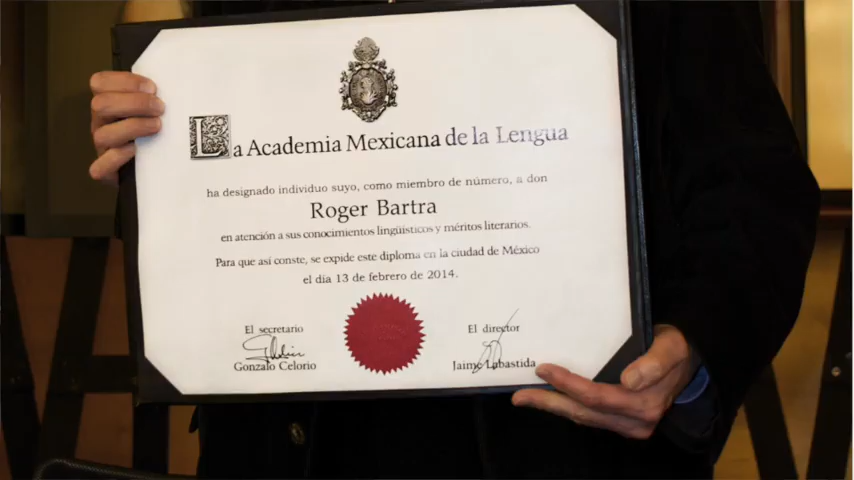 La Academia Mexicana de la Lengua
ha designado individuo suyo, como miembro de número, a don
Roger Bartra
en atención a sus conocimientos lingüísticos y méritos literarios.
Para que así conste, se expide este diploma en la ciudad de México
el día 13 de febrero de 2014.
El secretario
Gonzalo Celorio
El director
Jaime Labastida